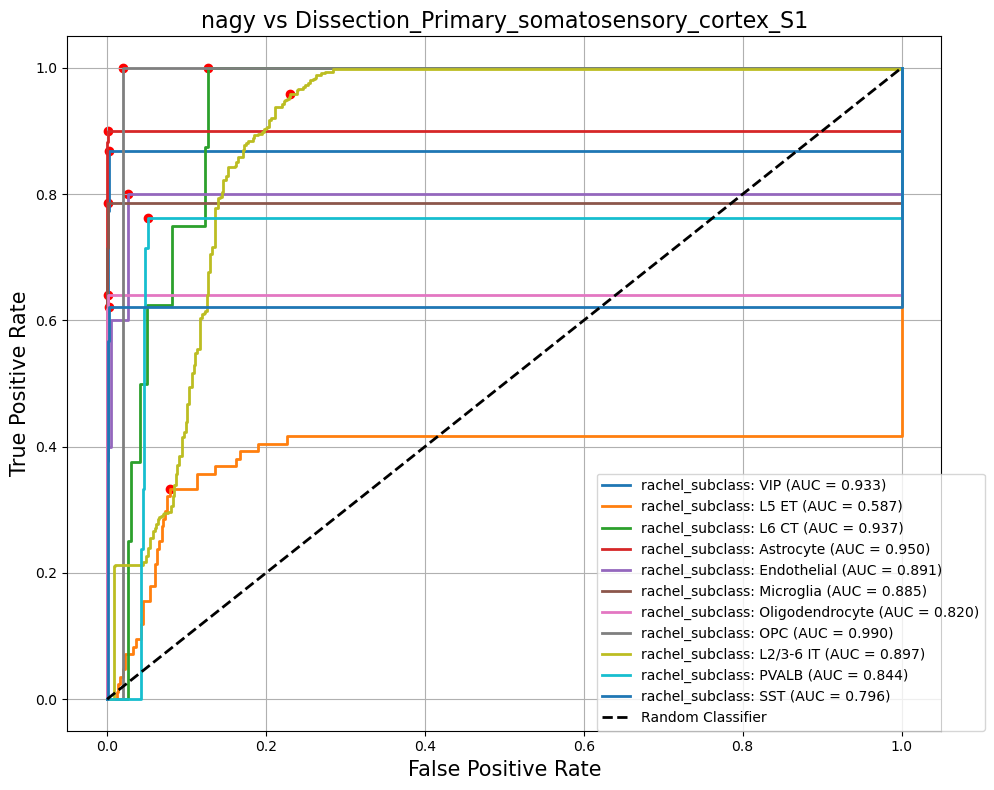 nagy vs Dissection_Primary_somatosensory_cortex_S1
True Positive Rate
1.0
0.8
0.6
0.4
0.2
0.0
rachel_subclass: VIP (AUC = 0.933)
rachel_subclass: L5 ET (AUC = 0.587)
rachel_subclass: L6 CT (AUC = 0.937)
rachel_subclass: Astrocyte (AUC = 0.950)
rachel_subclass: Endothelial (AUC = 0.891)
rachel_subclass: Microglia (AUC = 0.885)
rachel_subclass: Oligodendrocyte (AUC = 0.820)
rachel_subclass: OPC (AUC = 0.990)
rachel_subclass: L2/3-6 IT (AUC = 0.897)
rachel_subclass: PVALB (AUC = 0.844)
rachel_subclass: SST (AUC = 0.796)
Random Classifier
0.0 0.2 0.4 0.6 0.8 1.0
False Positive Rate